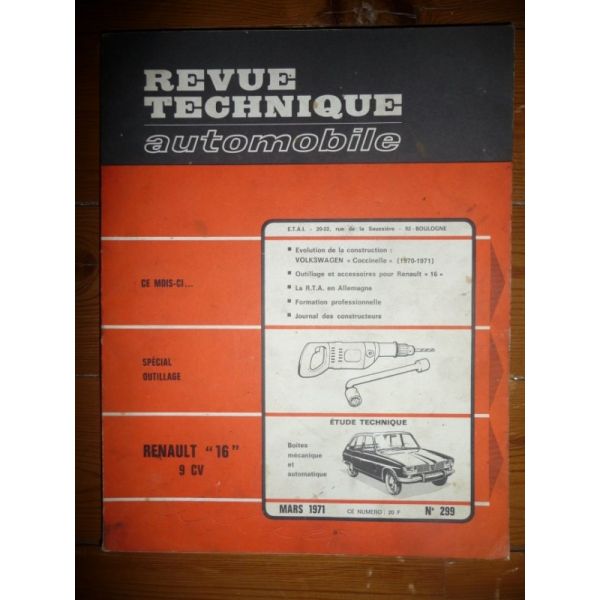 REVUE
TECHNIQUE
automobile
E.T.A.I. - 20-22, rue de la Saussière - 92-BOULOGNE
CE MOIS-CI...
■ Evolution de la construction :
VOLKSWAGEN « Coccinelle » (1970-1971)
■ Outillage et accessoires pour Renault « 16 »
■ La R.T.A. en Allemagne
■ Formation professionnelle
■ Journal des constructeurs
SPÉCIAL
OUTILLAGE
RENAULT "16"
9 CV
ÉTUDE TECHNIQUE
Boîtes
mécanique
et
automatique
MARS 1971 CE NUMERO : 20 F N° 299